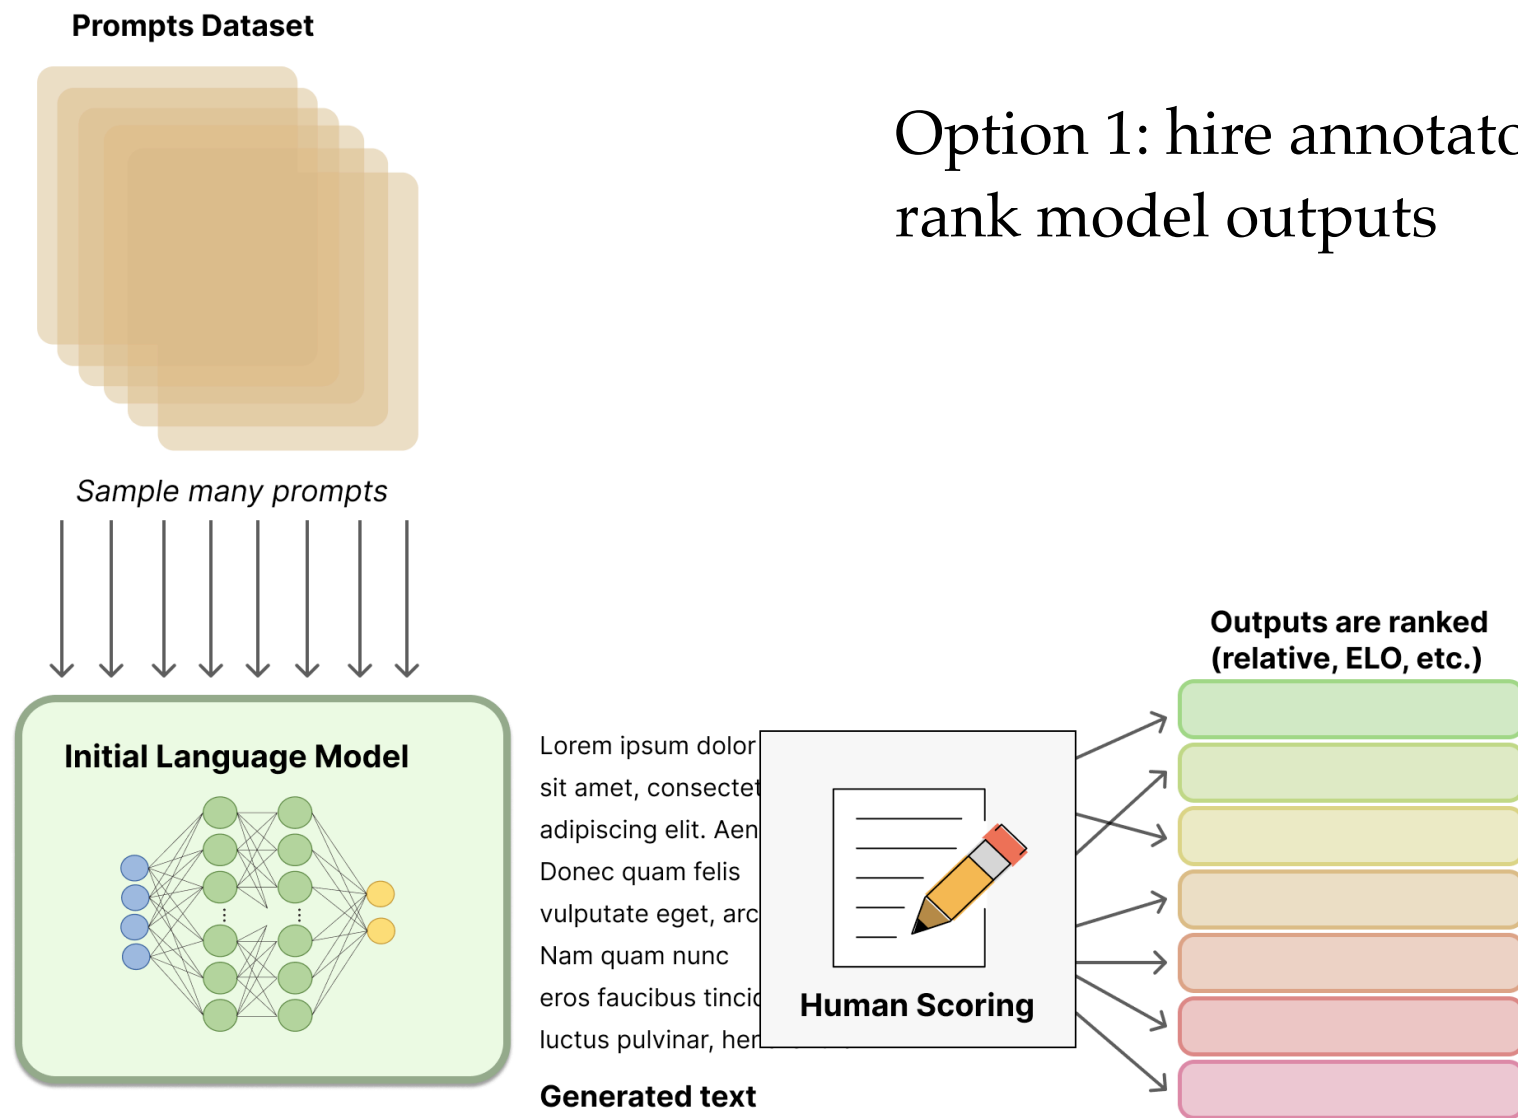 Prompts Dataset
Option 1: hire annotato
rank model outputs
Sample many prompts
Initial Language Model
Lorem ipsum dolor
sit amet, consectet
adipiscing elit. Aen
Donec quam felis
vulputate eget, arc
Nam quam nunc
eros faucibus tincid
luctus pulvinar, her
Generated text
Human Scoring
Outputs are ranked
(relative, ELO, etc.)